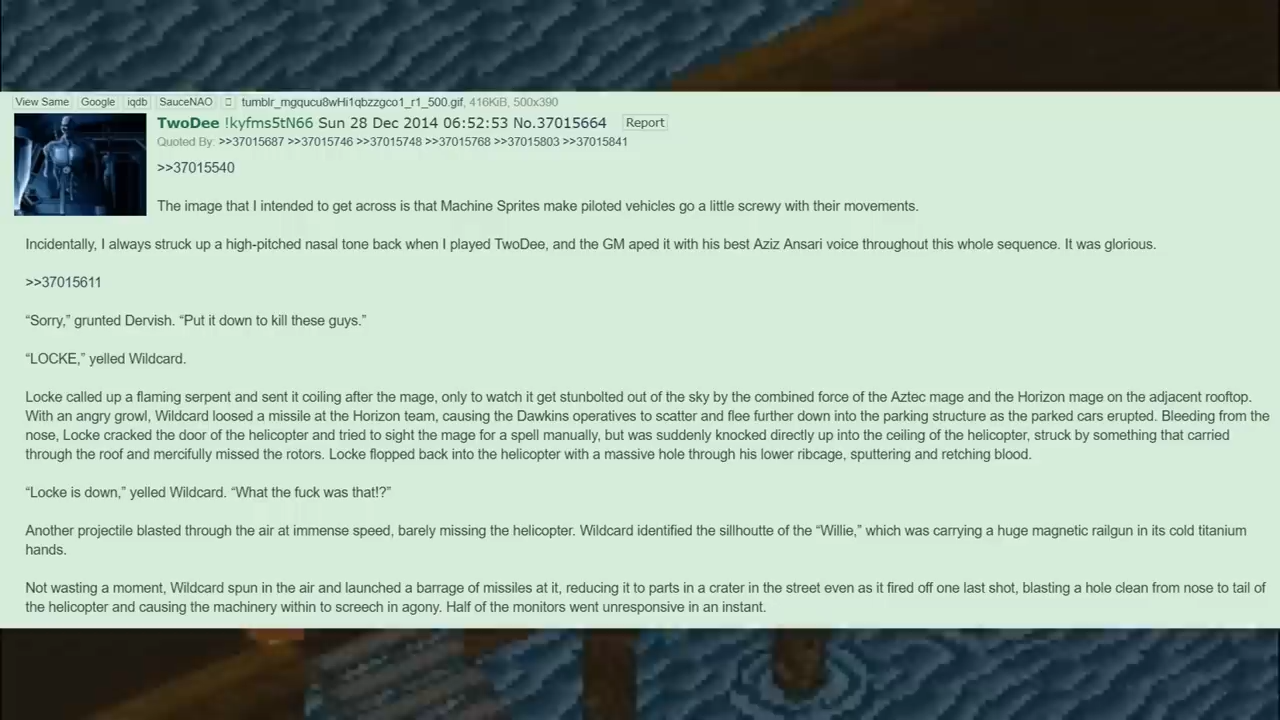 View Same Google iqdb SauceNAO tumblr_mgqucu8wHi1qbzzgco1_r1_500.gif, 416KiB, 500x390
TwoDee !kyfms5tN66 Sun 28 Dec 2014 06:52:53 No.37015664 Report
Quoted By: >>37015687 >>37015746 >>37015748 >>37015768 >>37015803 >>37015841
>>37015540
The image that I intended to get across is that Machine Sprites make piloted vehicles go a little screwy with their movements.
Incidentally, I always struck up a high-pitched nasal tone back when I played TwoDee, and the GM aped it with his best Aziz Ansari voice throughout this whole sequence. It was glorious.
>>37015611
“Sorry,” grunted Dervish. “Put it down to kill these guys.”
“LOCKE,” yelled Wildcard.
Locke called up a flaming serpent and sent it coiling after the mage, only to watch it get stunbolted out of the sky by the combined force of the Aztec mage and the Horizon mage on the adjacent rooftop.
With an angry growl, Wildcard loosed a missile at the Horizon team, causing the Dawkins operatives to scatter and flee further down into the parking structure as the parked cars erupted. Bleeding from the
nose, Locke cracked the door of the helicopter and tried to sight the mage for a spell manually, but was suddenly knocked directly up into the ceiling of the helicopter, struck by something that carried
through the roof and mercifully missed the rotors. Locke flopped back into the helicopter with a massive hole through his lower ribcage, sputtering and retching blood.
“Locke is down,” yelled Wildcard. “What the fuck was that!?”
Another projectile blasted through the air at immense speed, barely missing the helicopter. Wildcard identified the sillhoutte of the “Willie,” which was carrying a huge magnetic railgun in its cold titanium
hands.
Not wasting a moment, Wildcard spun in the air and launched a barrage of missiles at it, reducing it to parts in a crater in the street even as it fired off one last shot, blasting a hole clean from nose to tail of
the helicopter and causing the machinery within to screech in agony. Half of the monitors went unresponsive in an instant.